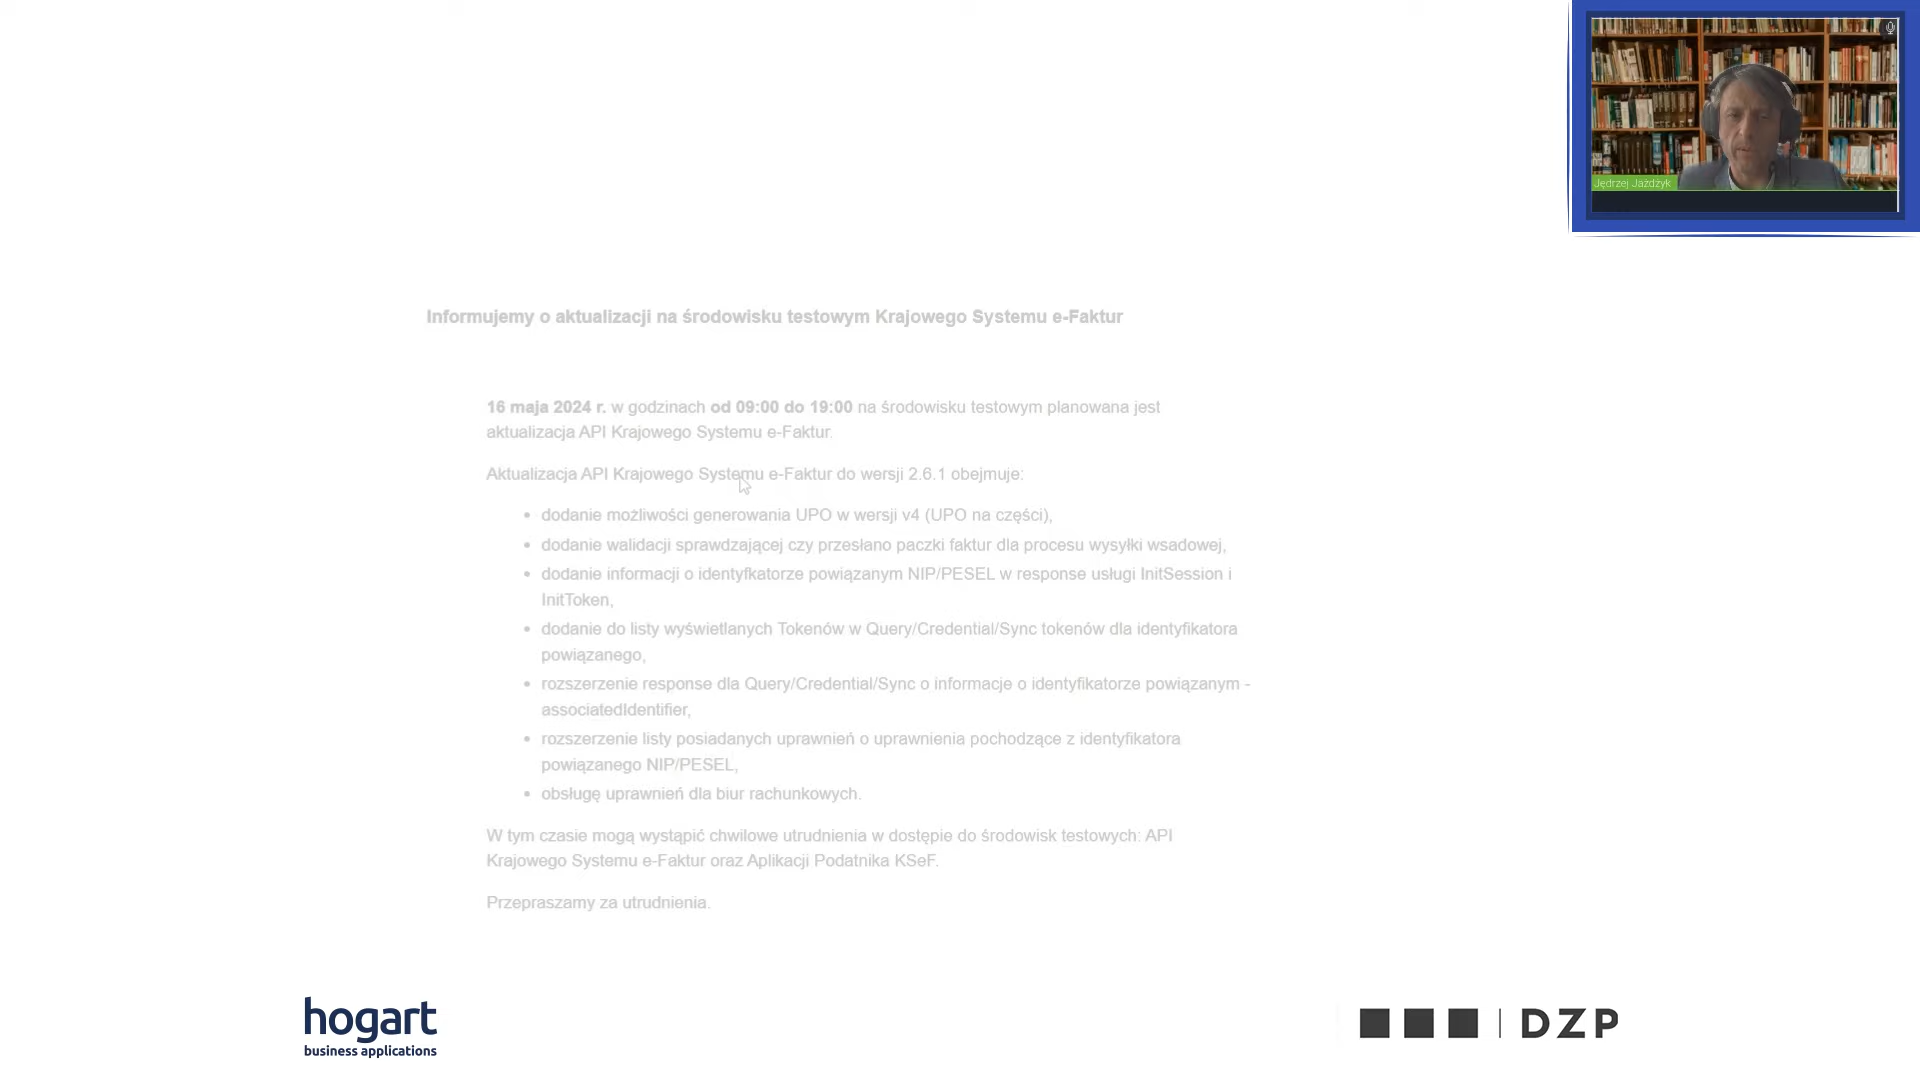 Jędrzej Jażdżyk
Informujemy o aktualizacji na środowisku testowym Krajowego Systemu e-Faktur
16 maja 2024 r. w godzinach od 09:00 do 19:00 na środowisku testowym planowana jest
aktualizacja API Krajowego Systemu e-Faktur.
Aktualizacja API Krajowego Systemu e-Faktur do wersji 2.6.1 obejmuje:
• dodanie możliwości generowania UPO w wersji v4 (UPO na części),
• dodanie walidacji sprawdzającej czy przesłano paczki faktur dla procesu wysyłki wsadowej,
• dodanie informacji o identyfkatorze powiązanym NIP/PESEL w response usługi InitSession i
InitToken,
• dodanie do listy wyświetlanych Tokenów w Query/Credential/Sync tokenów dla identyfikatora
powiązanego,
• rozszerzenie response dla Query/Credential/Sync o informacje o identyfikatorze powiązanym -
associatedIdentifier,
• rozszerzenie listy posiadanych uprawnień o uprawnienia pochodzące z identyfikatora
powiązanego NIP/PESEL,
• obsługę uprawnień dla biur rachunkowych.
W tym czasie mogą wystąpić chwilowe utrudnienia w dostępie do środowisk testowych: API
Krajowego Systemu e-Faktur oraz Aplikacji Podatnika KSeF.
Przepraszamy za utrudnienia.
hogart
business applications
DZP